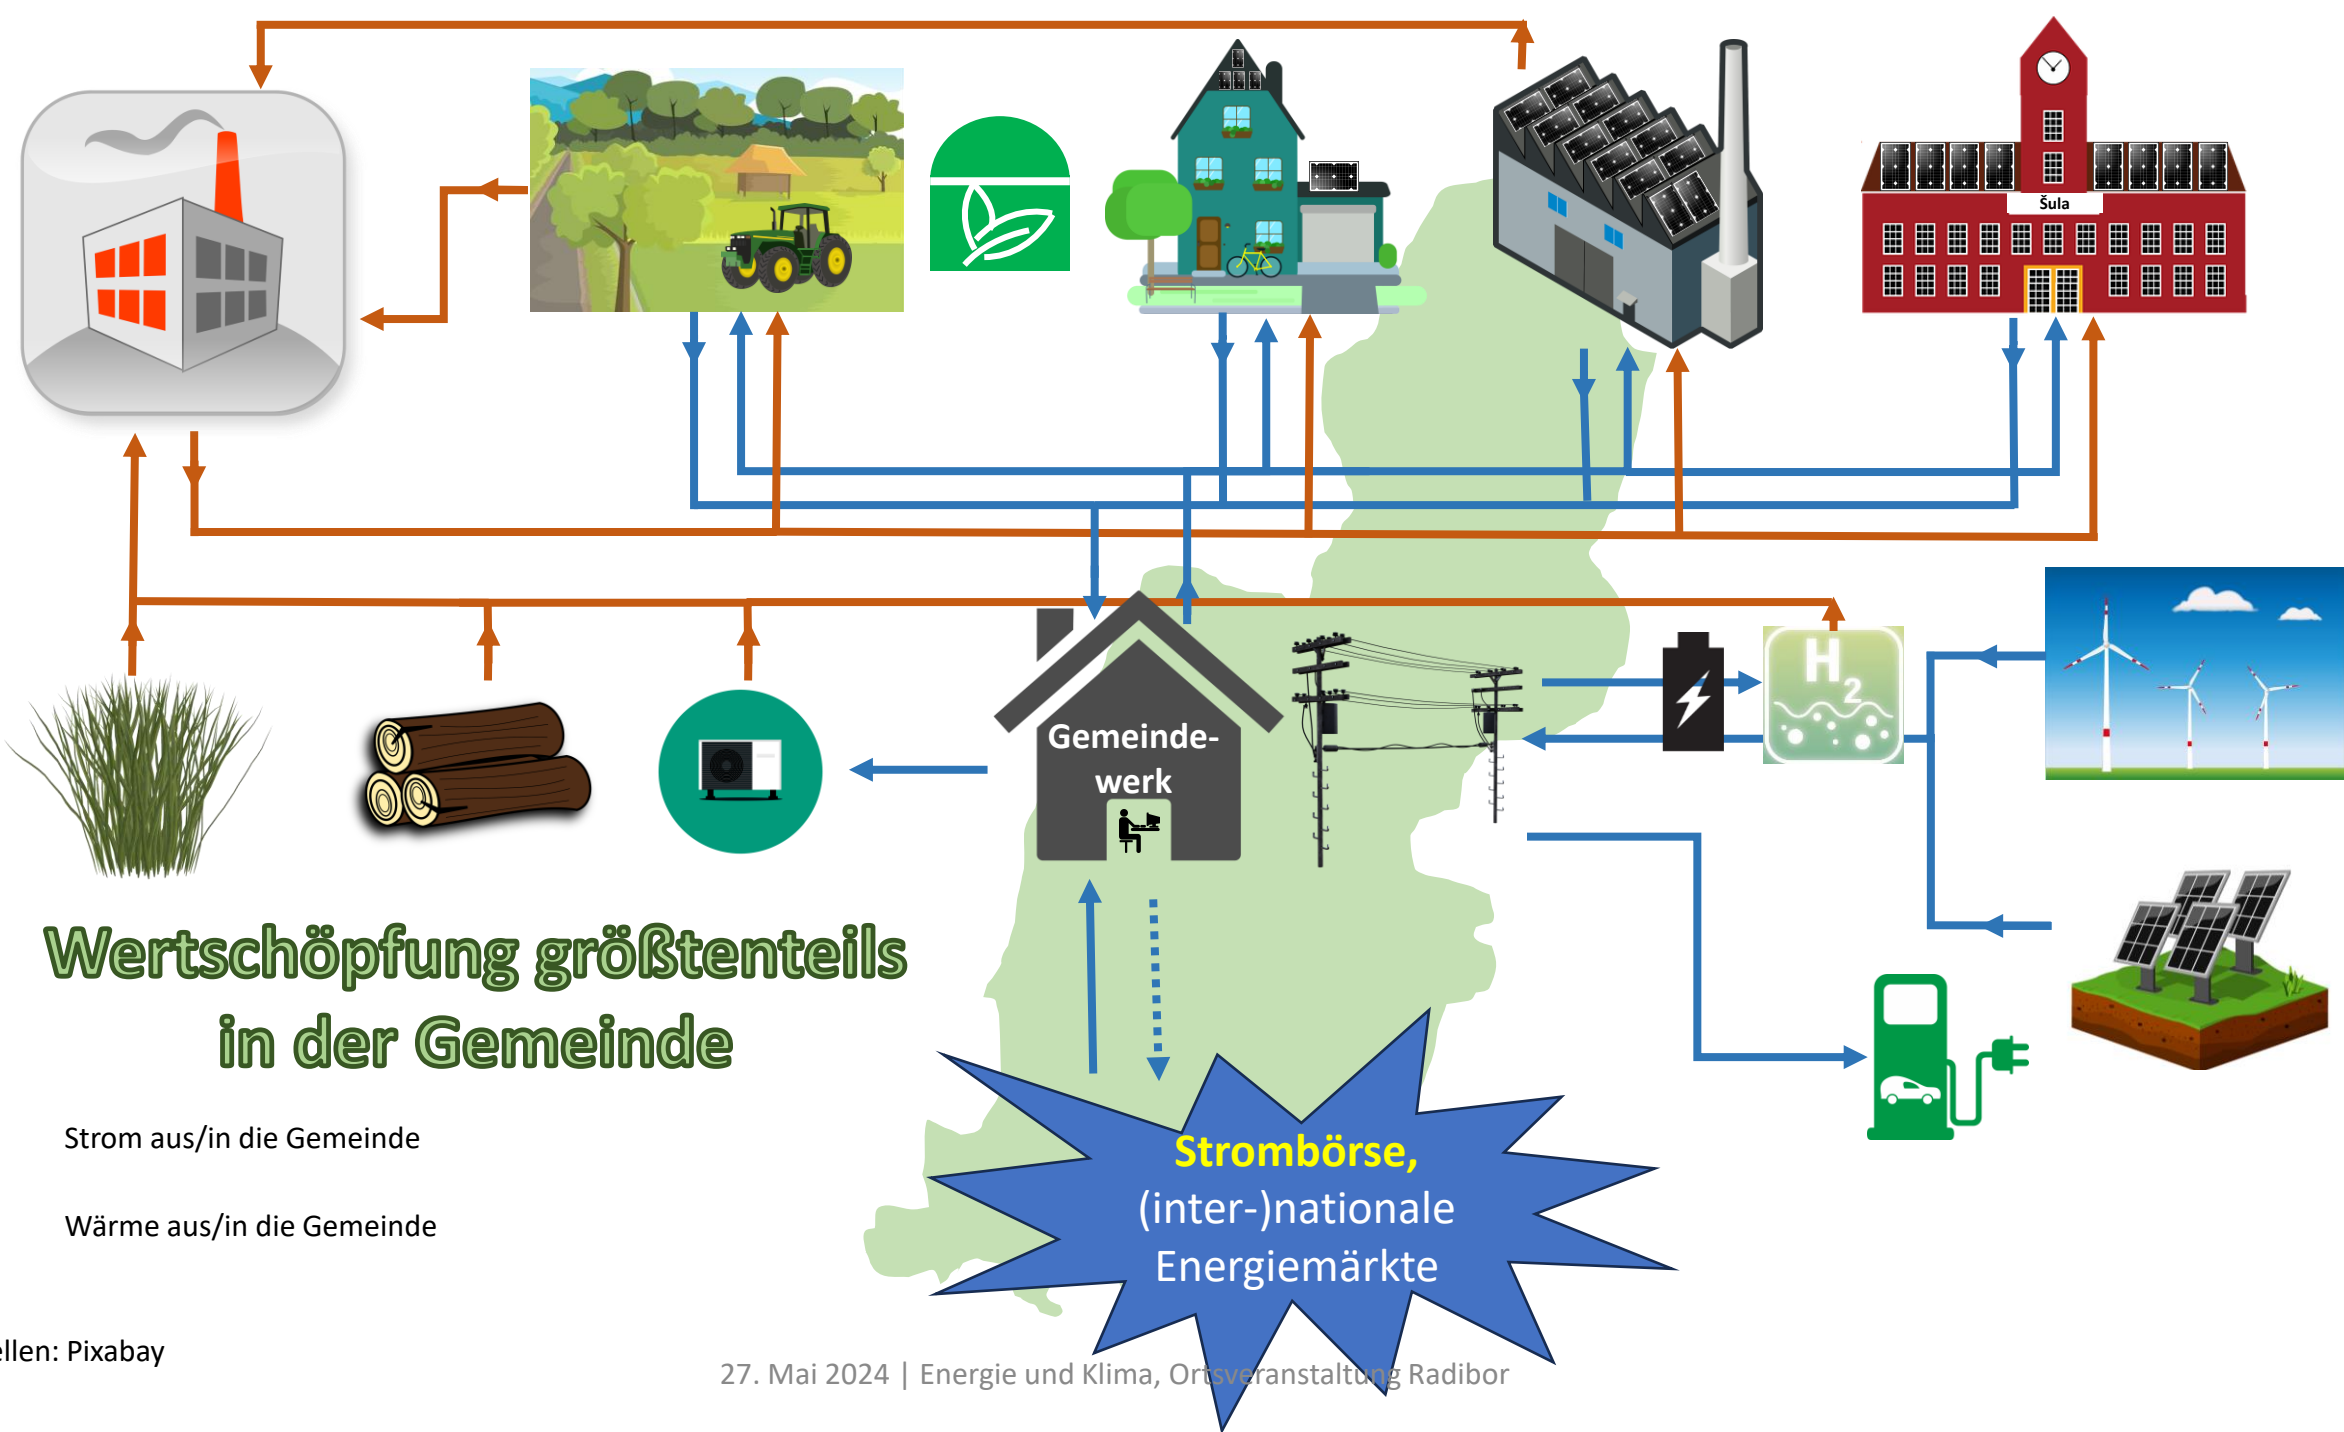 Šula
H2
Gemeinde-
werk
Wertschöpfung größtenteils
in der Gemeinde
Strom aus/in die Gemeinde
Wärme aus/in die Gemeinde
Strombörse,
(inter-)nationale
Energiemärkte
ellen: Pixabay
27. Mai 2024 | Energie und Klima, Ortsveranstaltung Radibor